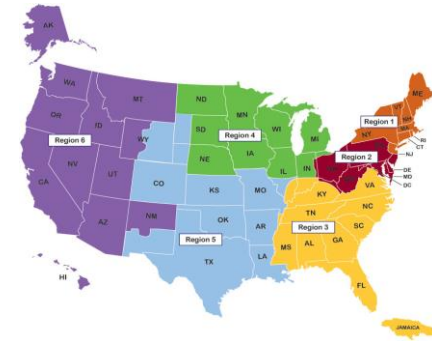 AK
WA
MT
ND
MN
ME
VT
NH
OR
ID
SD
WI
MI
NY
MA
Region 1
RI
CT
Region 6
WY
Region 4
Region 2
NJ
NE
IA
NV
UT
CO
KS
MO
IL
IN
VA
DE
MD
DC
CA
KY
NC
TN
AZ
NM
OK
AR
SC
Region 5
Region 3
MS
AL
GA
TX
LA
HI
FL
JAMAICA